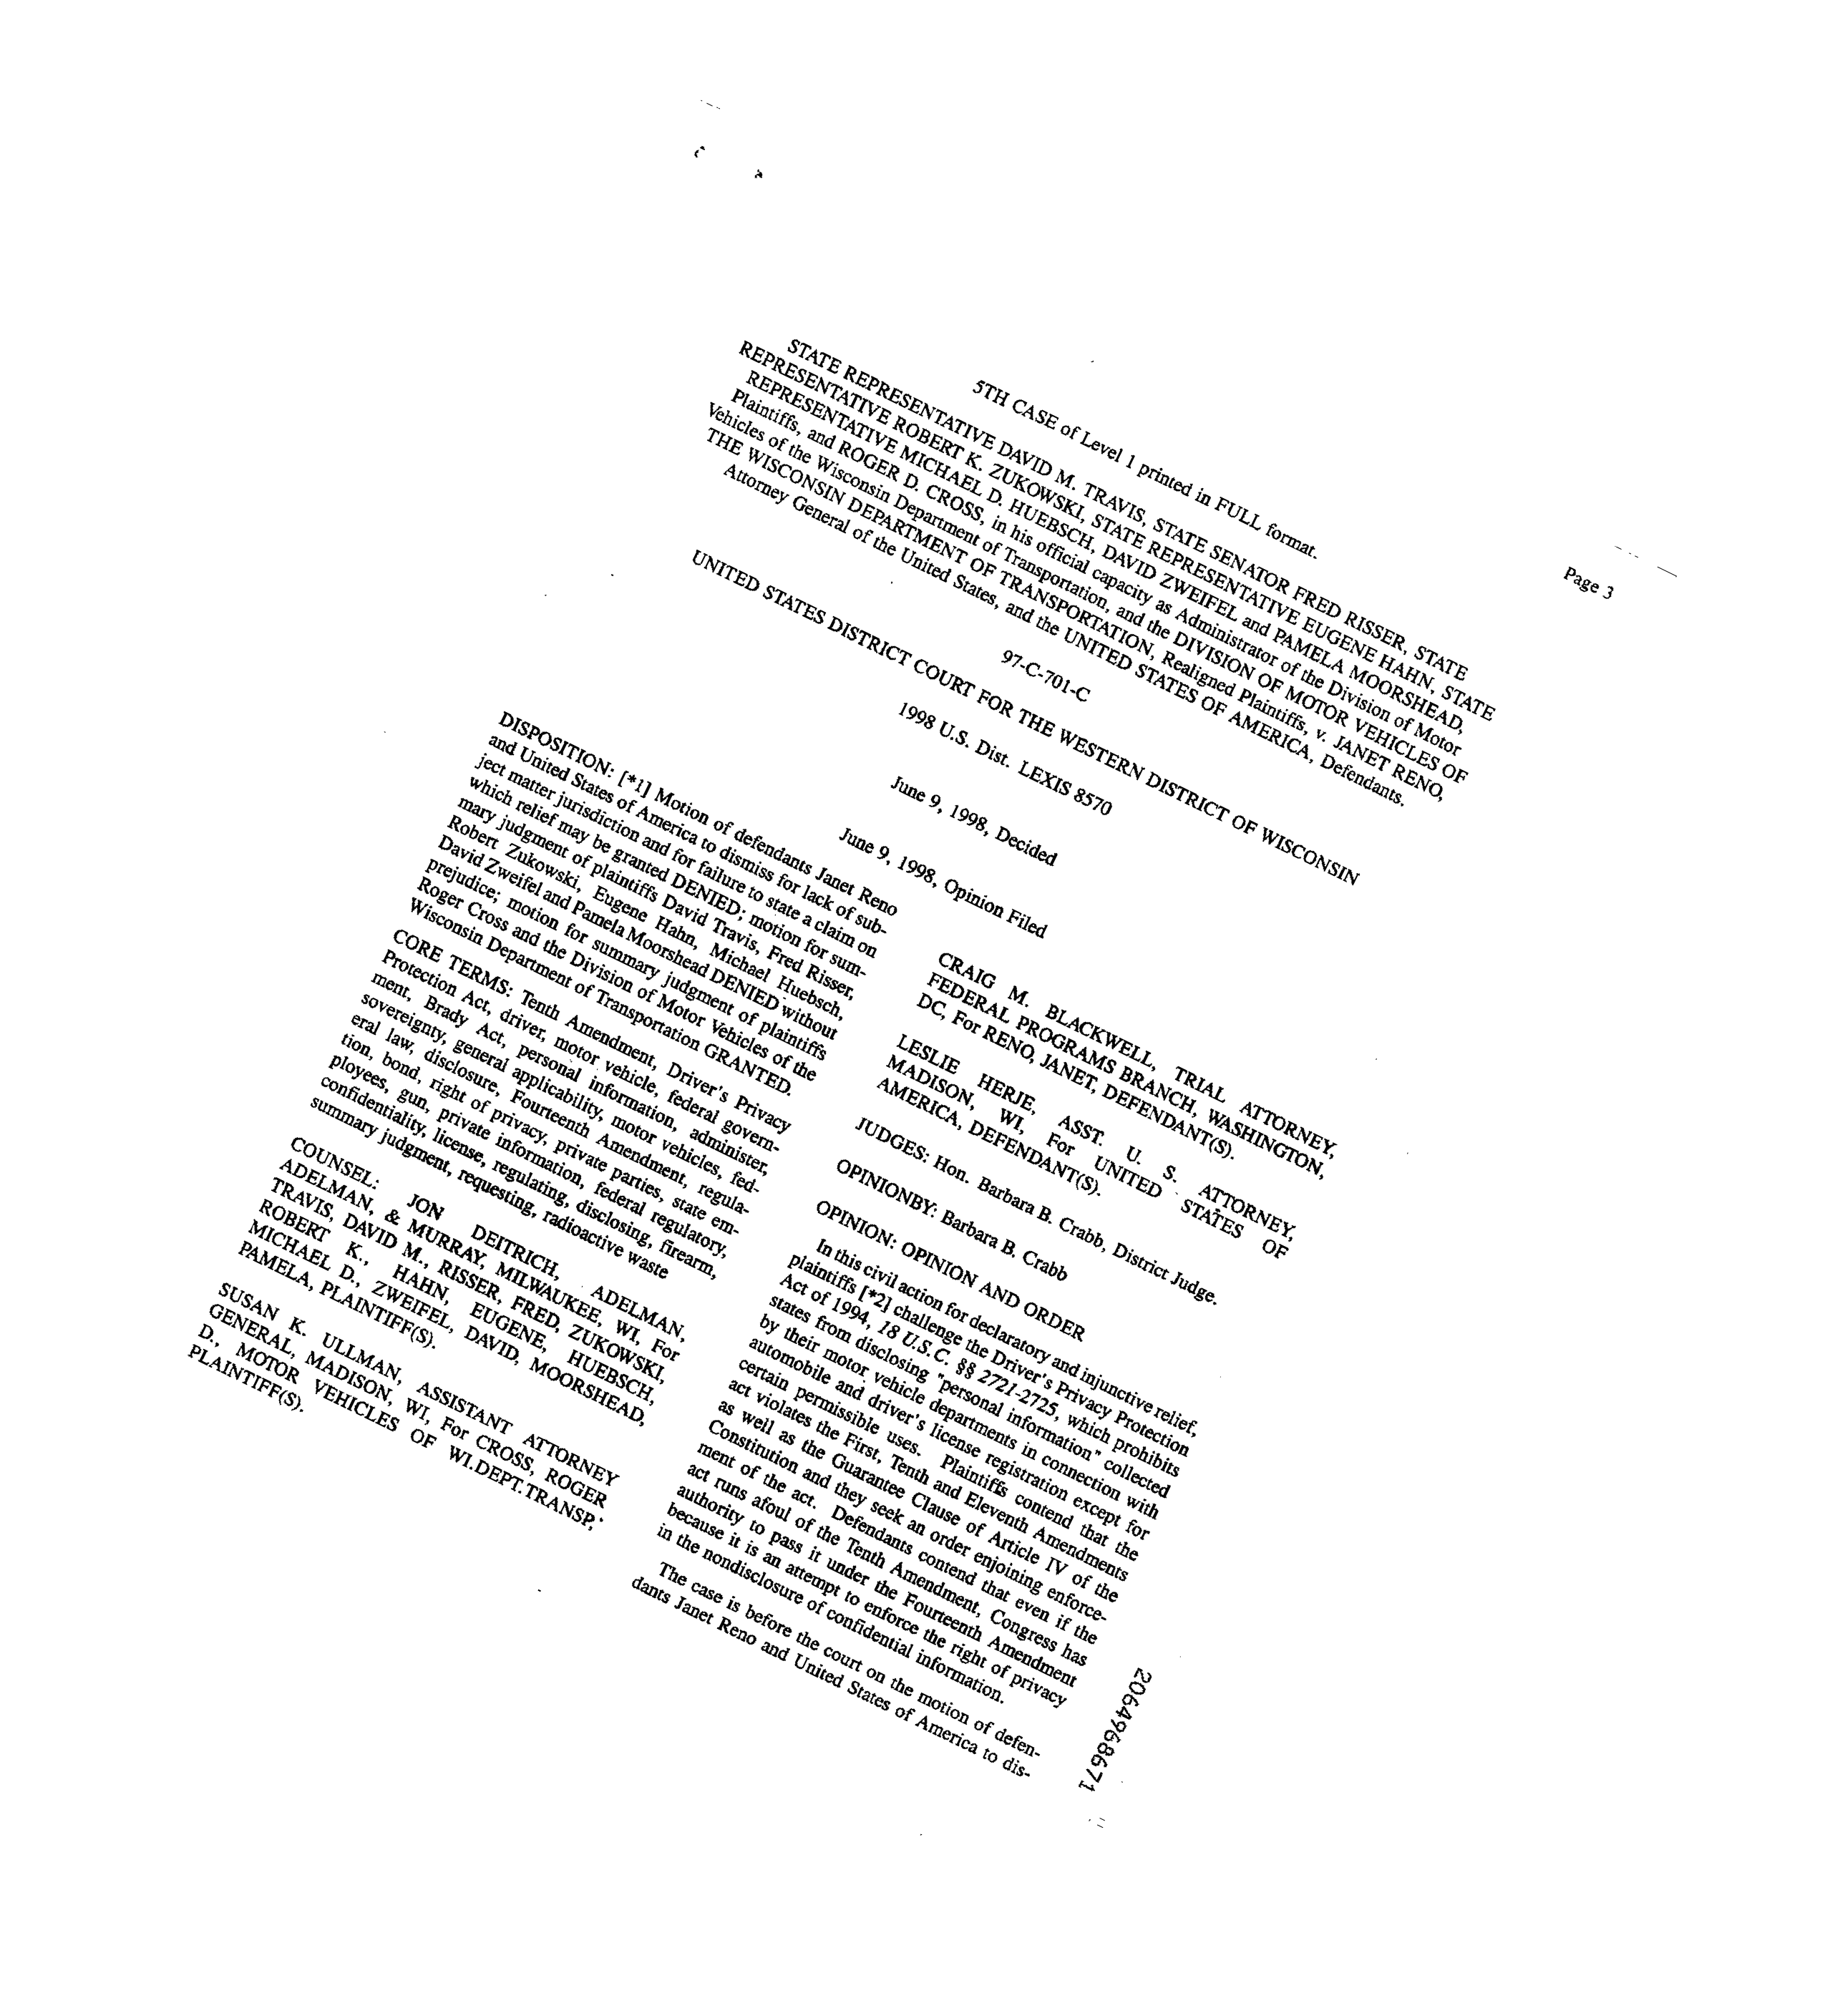 Page 3
5TH CASE of Level 1 printed in FULL format.
STATE REPRESENTATIVE DAVID M. TRAVIS, STATE SENATOR FRED RISSER, STATE
REPRESENTATIVE ROBERT K. ZUKOWSKI, STATE REPRESENTATIVE EUGENE HAHN, STATE
REPRESENTATIVE MICHAEL D. HUEBSCH, DAVID ZWEIFEL and PAMELA MOORSHEAD,
Plaintiffs, and ROGER D. CROSS, in his official capacity as Administrator of the Division of Motor
Vehicles of the Wisconsin Department of Transportation, and the DIVISION OF MOTOR VEHICLES OF
THE WISCONSIN DEPARTMENT OF TRANSPORTATION, Realigned Plaintiffs, v. JANET RENO,
Attorney General of the United States, and the UNITED STATES OF AMERICA, Defendants.
97-C-701-C
UNITED STATES DISTRICT COURT FOR THE WESTERN DISTRICT OF WISCONSIN
1998 U.S. Dist. LEXIS 8570
June 9, 1998, Decided
June 9, 1998, Opinion Filed
DISPOSITION: [*1] Motion of defendants Janet Reno
and United States of America to dismiss for lack of sub-
ject matter jurisdiction and for failure to state a claim on
which relief may be granted DENIED; motion for sum-
mary judgment of plaintiffs David Travis, Fred Risser,
Robert Zukowski, Eugene Hahn, Michael Huebsch,
David Zweifel and Pamela Moorshead DENIED without
prejudice; motion for summary judgment of plaintiffs
Roger Cross and the Division of Motor Vehicles of the
Wisconsin Department of Transportation GRANTED.
CORE TERMS: Tenth Amendment, Driver's Privacy
Protection Act, driver, motor vehicle, federal govern-
ment, Brady Act, personal information, administer,
sovereignty, general applicability, motor vehicles, fed-
eral law, disclosure, Fourteenth Amendment, regula-
tion, bond, right of privacy, private parties, state em-
ployees, gun, private information, federal regulatory,
confidentiality, license, regulating, disclosing, firearm,
summary judgment, requesting, radioactive waste
COUNSEL: JON DEITRICH, ADELMAN,
ADELMAN, & MURRAY, MILWAUKEE, WI, For
TRAVIS, DAVID M., RISSER, FRED, ZUKOWSKI,
ROBERT K., HAHN, EUGENE, HUEBSCH,
MICHAEL D., ZWEIFEL, DAVID, MOORSHEAD,
PAMELA, PLAINTIFF(S).
SUSAN K. ULLMAN, ASSISTANT ATTORNEY
GENERAL, MADISON, WI, For CROSS, ROGER
D., MOTOR VEHICLES OF WI.DEPT.TRANSP,
PLAINTIFF(S).
CRAIG M. BLACKWELL, TRIAL ATTORNEY,
FEDERAL PROGRAMS BRANCH, WASHINGTON,
DC, For RENO, JANET, DEFENDANT(S).
LESLIE HERJE, ASST. U. S. ATTORNEY,
MADISON, WI, For UNITED STATES OF
AMERICA, DEFENDANT(S).
JUDGES: Hon. Barbara B. Crabb, District Judge.
OPINIONBY: Barbara B. Crabb
OPINION: OPINION AND ORDER
In this civil action for declaratory and injunctive relief,
plaintiffs [*2] challenge the Driver's Privacy Protection
Act of 1994, 18 U.S.C. §§ 2721-2725, which prohibits
states from disclosing "personal information" collected
by their motor vehicle departments in connection with
automobile and driver's license registration except for
certain permissible uses. Plaintiffs contend that the
act violates the First, Tenth and Eleventh Amendments
as well as the Guarantee Clause of Article IV of the
Constitution and they seek an order enjoining enforce-
ment of the act. Defendants contend that even if the
act runs afoul of the Tenth Amendment, Congress has
authority to pass it under the Fourteenth Amendment
because it is an attempt to enforce the right of privacy
in the nondisclosure of confidential information.
The case is before the court on the motion of defen-
dants Janet Reno and United States of America to dis-
2064968671